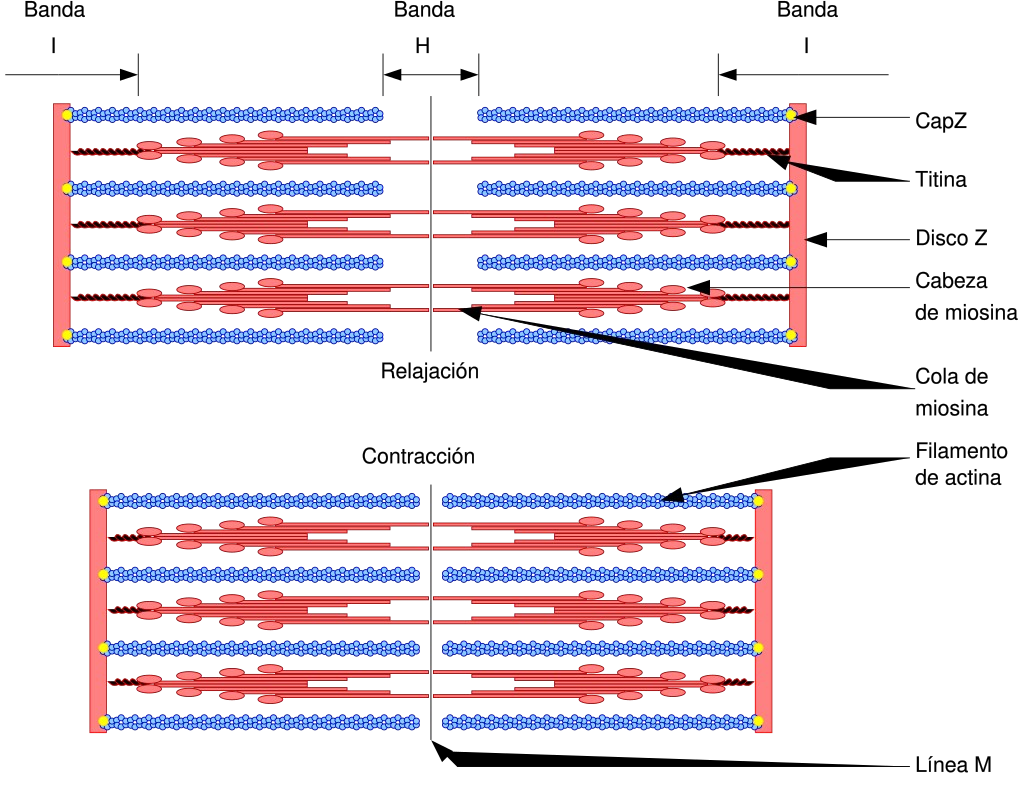 Banda
I
Banda
H
Banda
I
CapZ
Titina
Disco Z
Cabeza
de miosina
Relajación
Cola de
miosina
Contracción
Filamento
de actina
Línea M